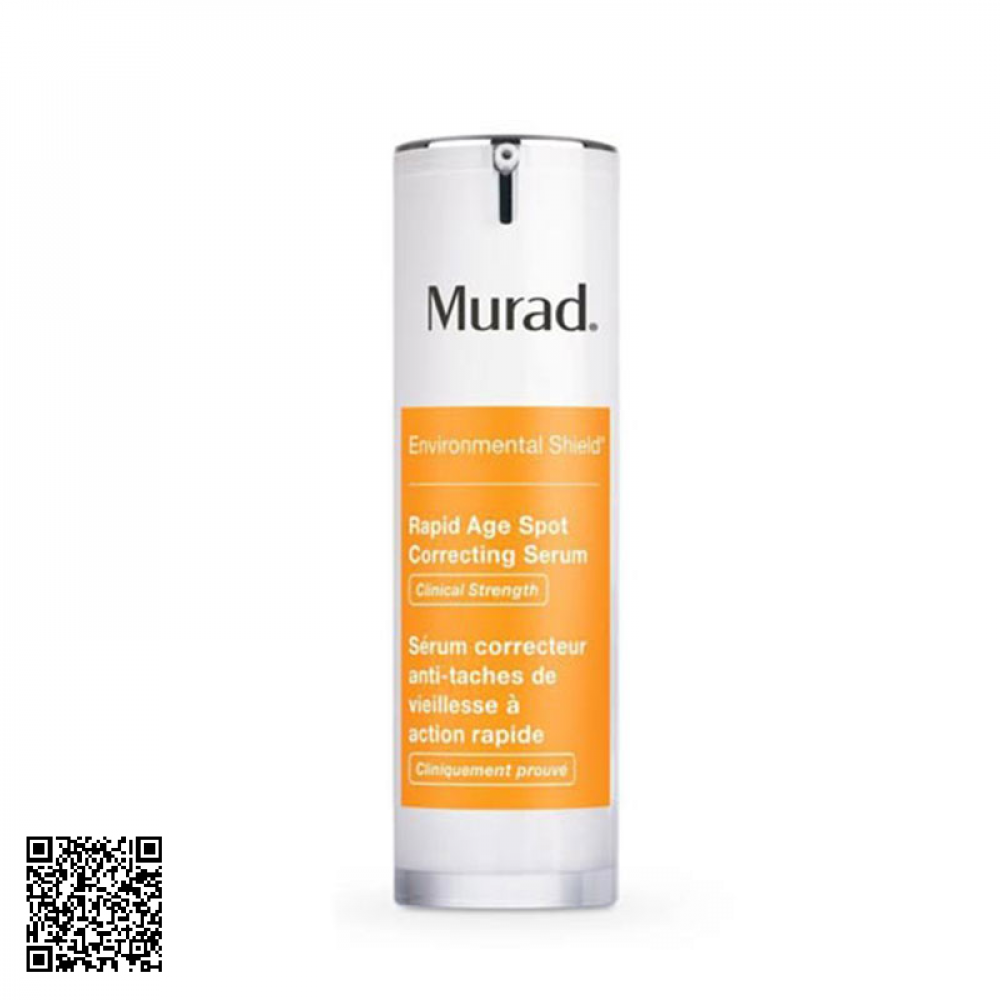 Murad.
Environmental Shield®
Rapid Age Spot
Correcting Serum
Clinical Strength
Sérum correcteur
anti-taches de
vieillesse à
action rapide
Cliniquement prouvé